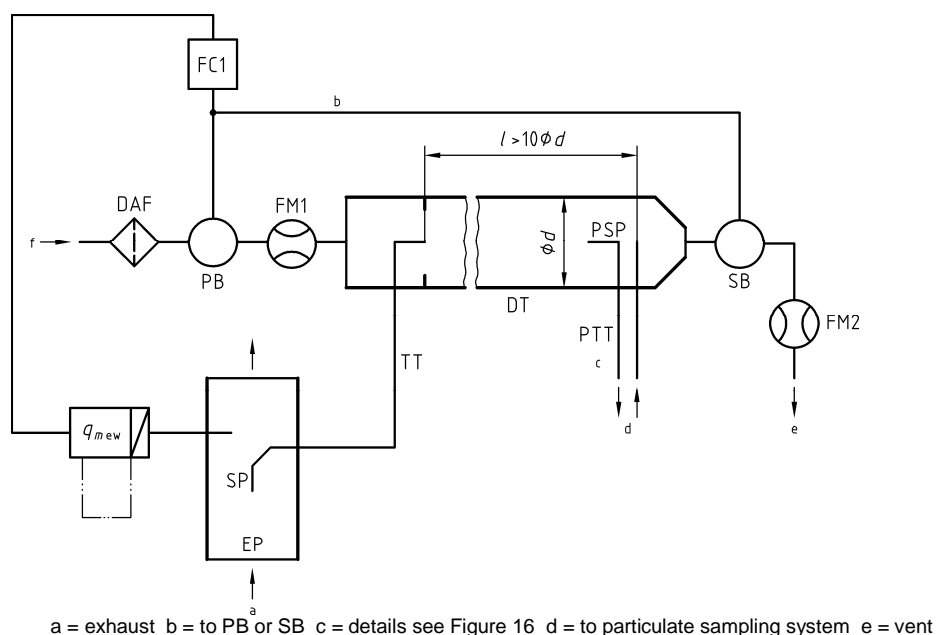 FC1
b
l >10 ϕ d
DAF
FM1
f
PB
ϕ d
PSP
SB
DT
FM2
PTT
TT
c
q mew
d
e
SP
EP
a
a = exhaust b = to PB or SB c = details see Figure 16 d = to particulate sampling system e = vent